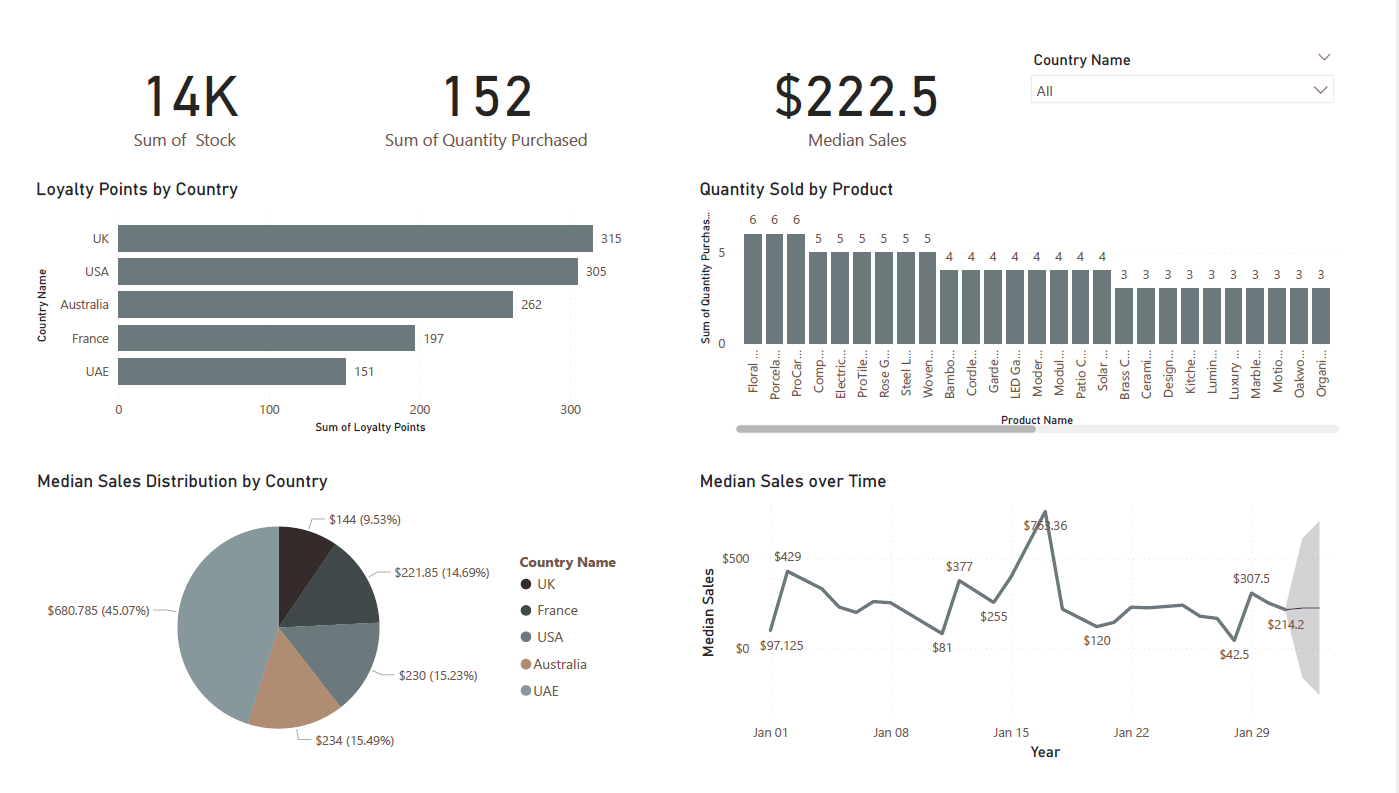 14K
Sum of  Stock
152
Sum of Quantity Purchased
$222.5
Median Sales
Country Name
All
Loyalty Points by Country
Country Name
UK
315
USA
305
Australia
262
France
197
UAE
151
0
100
200
300
Sum of Loyalty Points
Quantity Sold by Product
Sum of Quantity Purchas...
5
0
6
6
6
5
5
5
5
5
5
4
4
4
4
4
4
4
4
3
3
3
3
3
3
3
3
3
3
Floral ...
Porcela...
ProCar...
Comp...
Electric...
ProTile...
Rose G...
Steel L...
Woven...
Bambo...
Cordle...
Garde...
LED Ga...
Moder...
Modul...
Patio C...
Solar ...
Brass C...
Cerami...
Design...
Kitche...
Lumin...
Luxury ...
Marble...
Motio...
Oakwo...
Organi...
Product Name
Median Sales Distribution by Country
$144 (9.53%)
$221.85 (14.69%)
$680.785 (45.07%)
$230 (15.23%)
$234 (15.49%)
Country Name
UK
France
USA
Australia
UAE
Median Sales over Time
Median Sales
$500
$0
$97.125
$429
$81
$377
$255
$763.36
$120
$42.5
$307.5
$214.2
Jan 01
Jan 08
Jan 15
Jan 22
Jan 29
Year